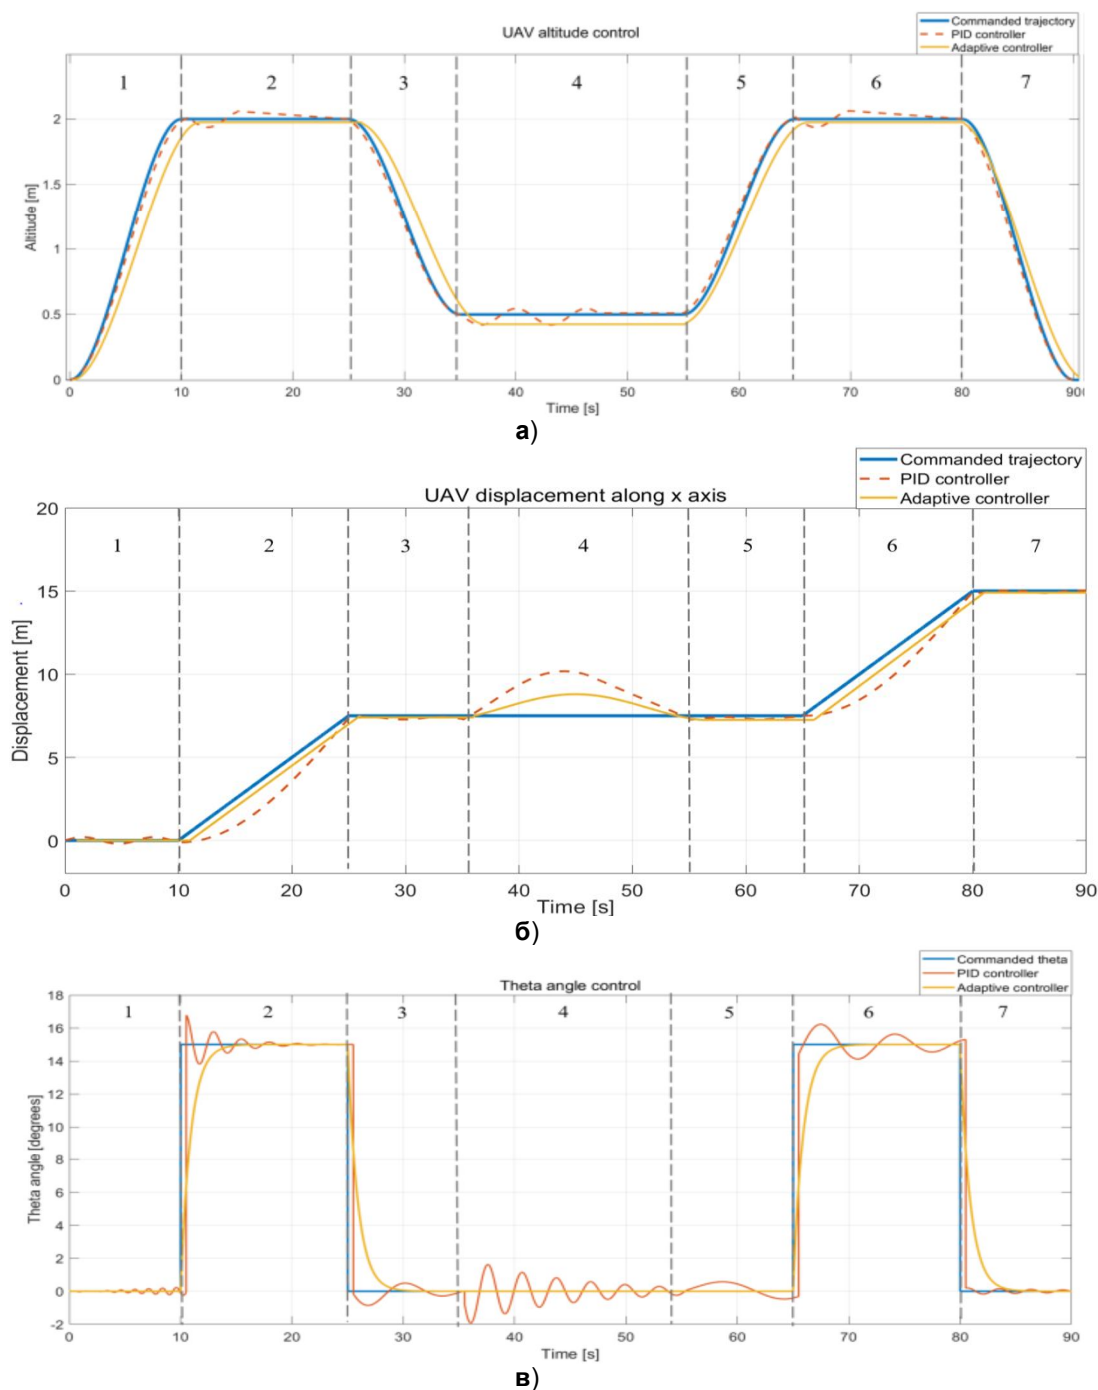 UAV altitude control
Commanded trajectory
PID controller
Adaptive controller
1 2 3 4 5 6 7
Altitude [m]
2
1.5
1
0.5
0
0 10 20 30 40 50 60 70 80 90
Time [s]
а)
Commanded trajectory
PID controller
Adaptive controller
UAV displacement along x axis
1 2 3 4 5 6 7
Displacement [m]
20
15
10
5
0
0 10 20 30 40 50 60 70 80 90
Time [s]
б)
Commanded theta
PID controller
Adaptive controller
Theta angle control
1 2 3 4 5 6 7
Theta angle [degrees]
18
16
14
12
10
8
6
4
2
0
-2
0 10 20 30 40 50 60 70 80 90
Time [s]
в)